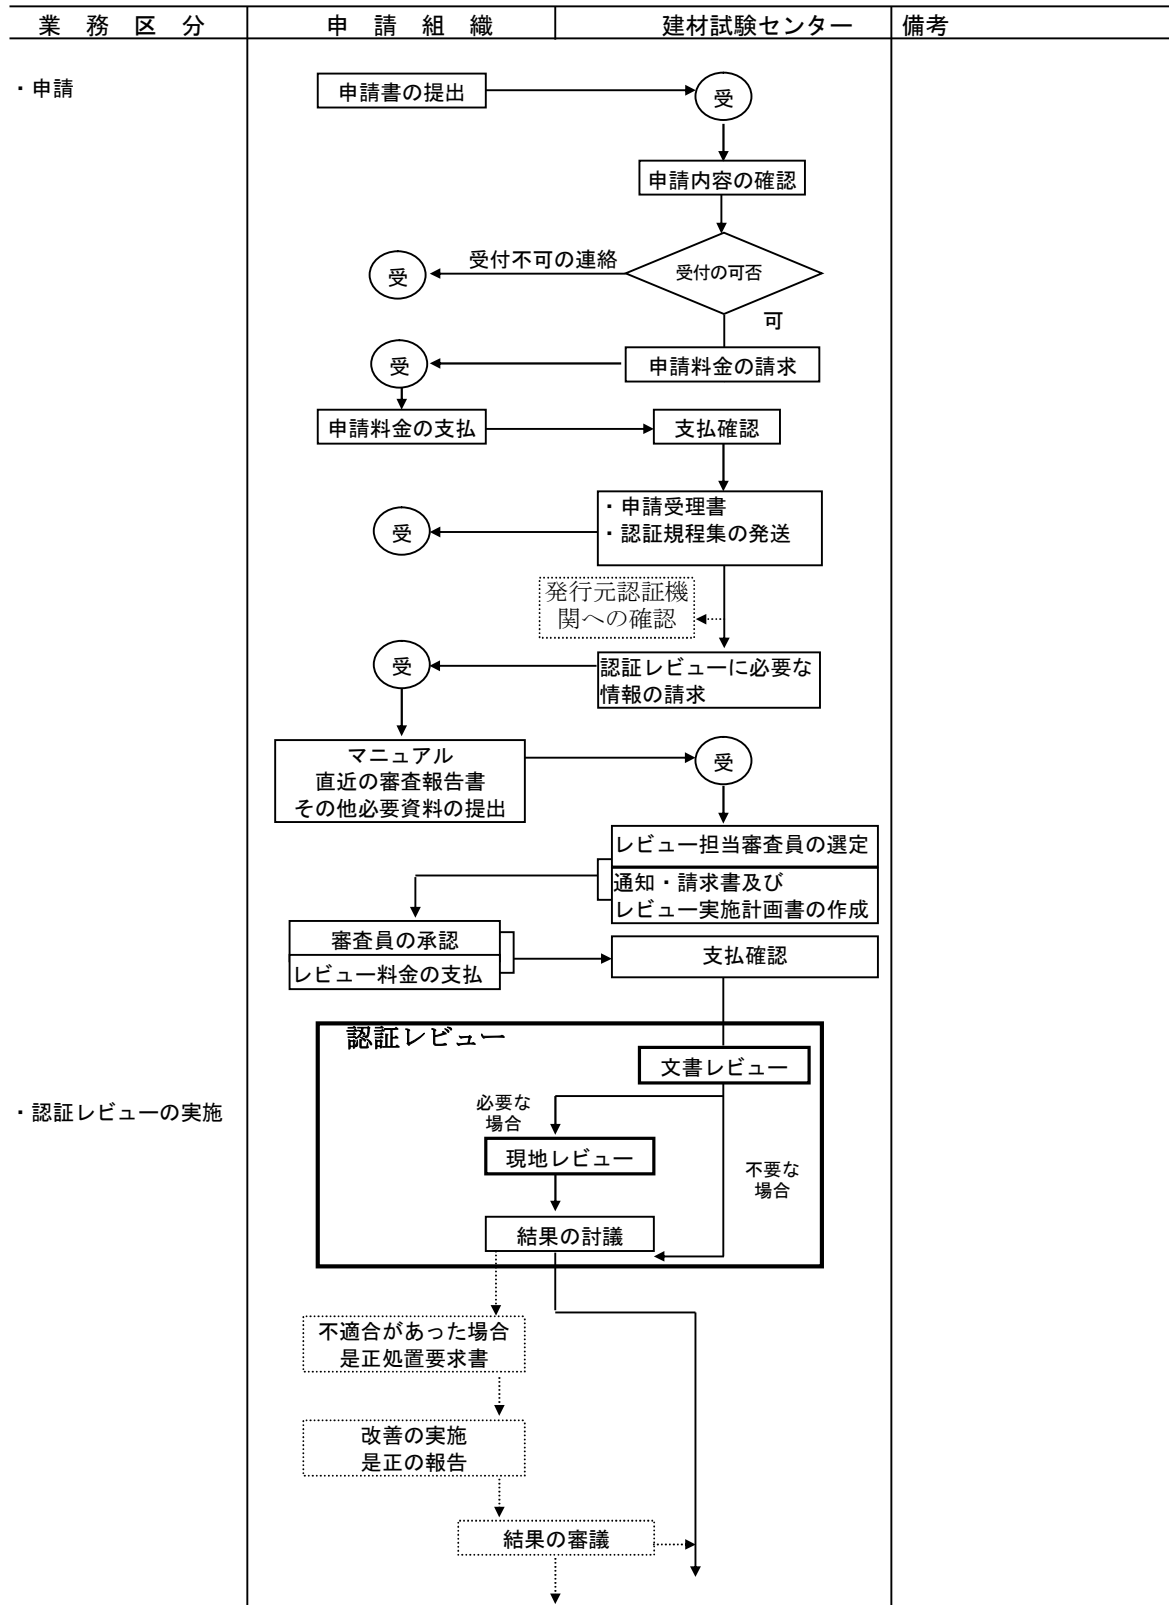 業　務　区　分
申　請　組　織
建材試験センター
備考
・申請
申請書の提出
受
申請内容の確認
受付不可の連絡
受付の可否
受
可
受
申請料金の請求
申請料金の支払
支払確認
・申請受理書
・認証規程集の発送
受
発行元認証機
関への確認
受
認証レビューに必要な
情報の請求
マニュアル
直近の審査報告書
その他必要資料の提出
受
レビュー担当審査員の選定
通知・請求書及び
レビュー実施計画書の作成
審査員の承認
レビュー料金の支払
支払確認
認証レビュー
文書レビュー
・認証レビューの実施
必要な
場合
現地レビュー
不要な
場合
結果の討議
不適合があった場合
是正処置要求書
改善の実施
是正の報告
結果の審議